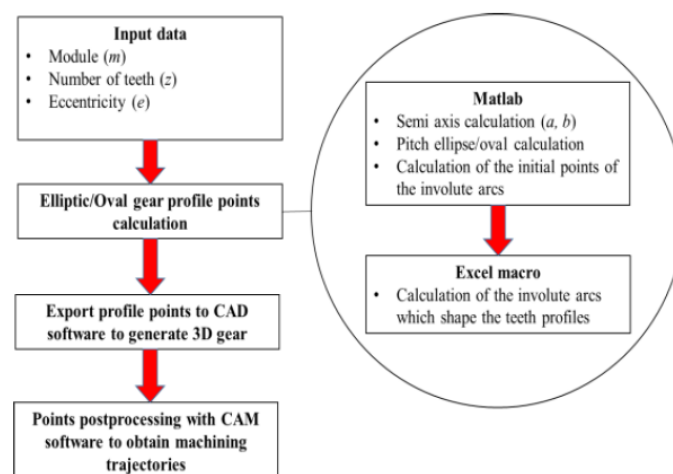 Input data
• Module (m)
• Number of teeth (z)
• Eccentricity (e)
Elliptic/Oval gear profile points
calculation
Export profile points to CAD
software to generate 3D gear
Points postprocessing with CAM
software to obtain machining
trajectories
Matlab
• Semi axis calculation (a, b)
• Pitch ellipse/oval calculation
• Calculation of the initial points of
the involute arcs
Excel macro
• Calculation of the involute arcs
which shape the teeth profiles